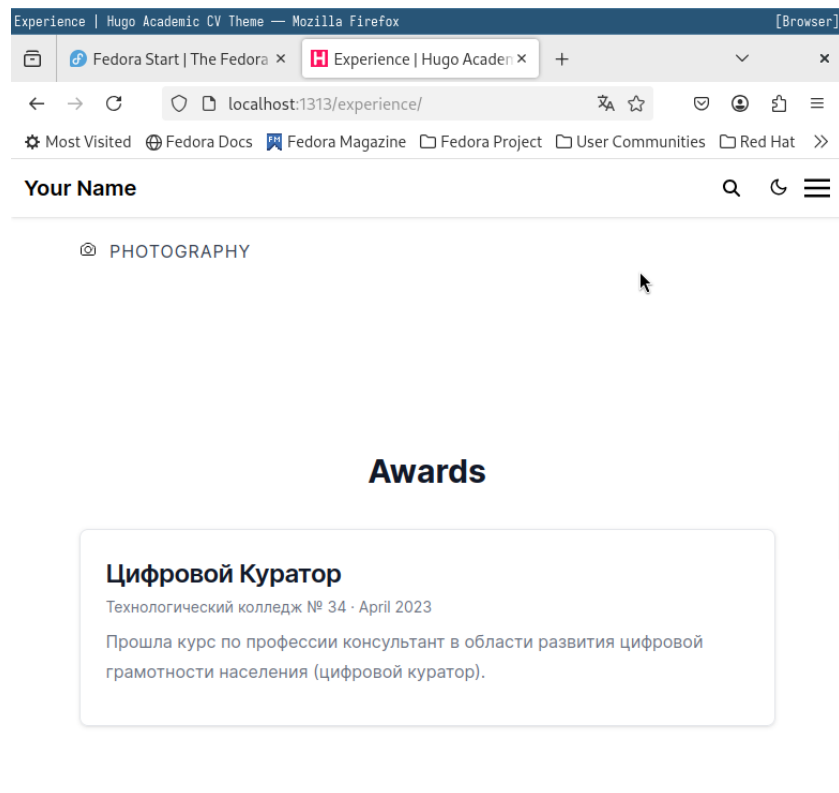 Experience | Hugo Academic CV Theme — Mozilla Firefox [Browser]
Fedora Start | The Fedora Experience | Hugo Academ
localhost:1313/experience/
Most Visited Fedora Docs Fedora Magazine Fedora Project User Communities Red Hat
Your Name
PHOTOGRAPHY
Awards
Цифровой Куратор
Технологический колледж № 34 · April 2023
Прошла курс по профессии консультант в области развития цифровой
грамотности населения (цифровой куратор).